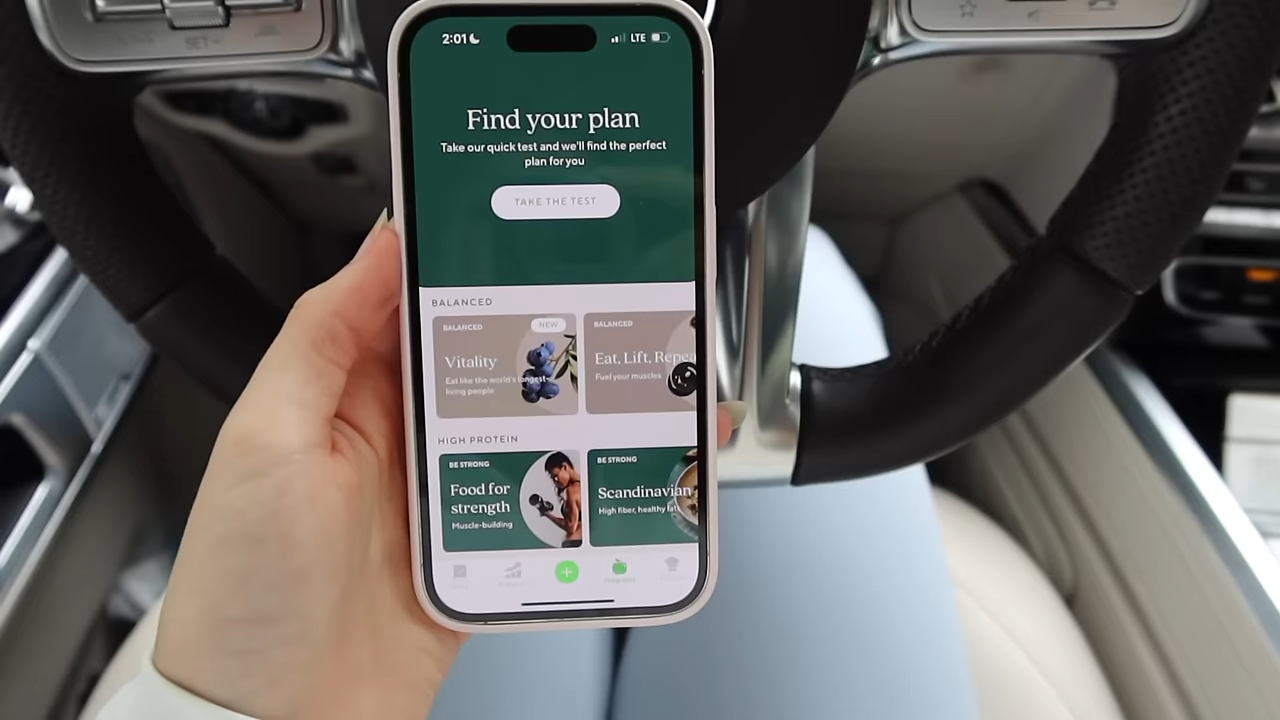 SET-
2:01
LTE
Find your plan
Take our quick test and we'll find the perfect
plan for you
TAKE THE TEST
BALANCED
BALANCED
NEW
Vitality
Eat like the world's longest-
living people
BALANCED
Eat, Lift, Repea
Fuel your muscles
HIGH PROTEIN
BE STRONG
Food for
strength
Muscle-building
BE STRONG
Scandinavian
High fiber, healthy fat